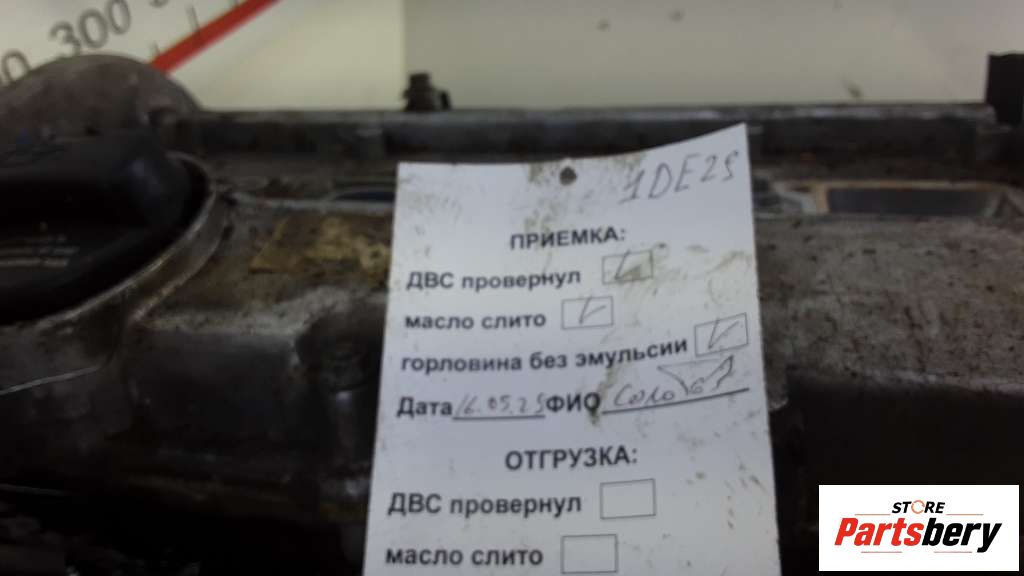 300
1DE25
ПРИЕМКА:
ДВС провернул
масло слито
горловина без эмульсии
Дата 16.05.25 ФИО
ОТГРУЗКА:
ДВС провернул
масло слито
STORE
Partsbery